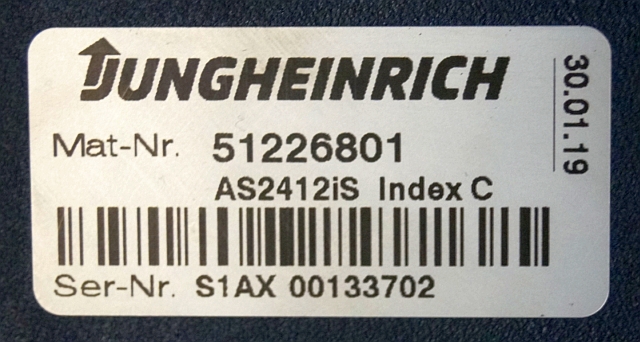 JUNGHEINRICH
Mat-Nr. 51226801
AS2412iS Index C
Ser-Nr. S1AX 00133702
30.01.19